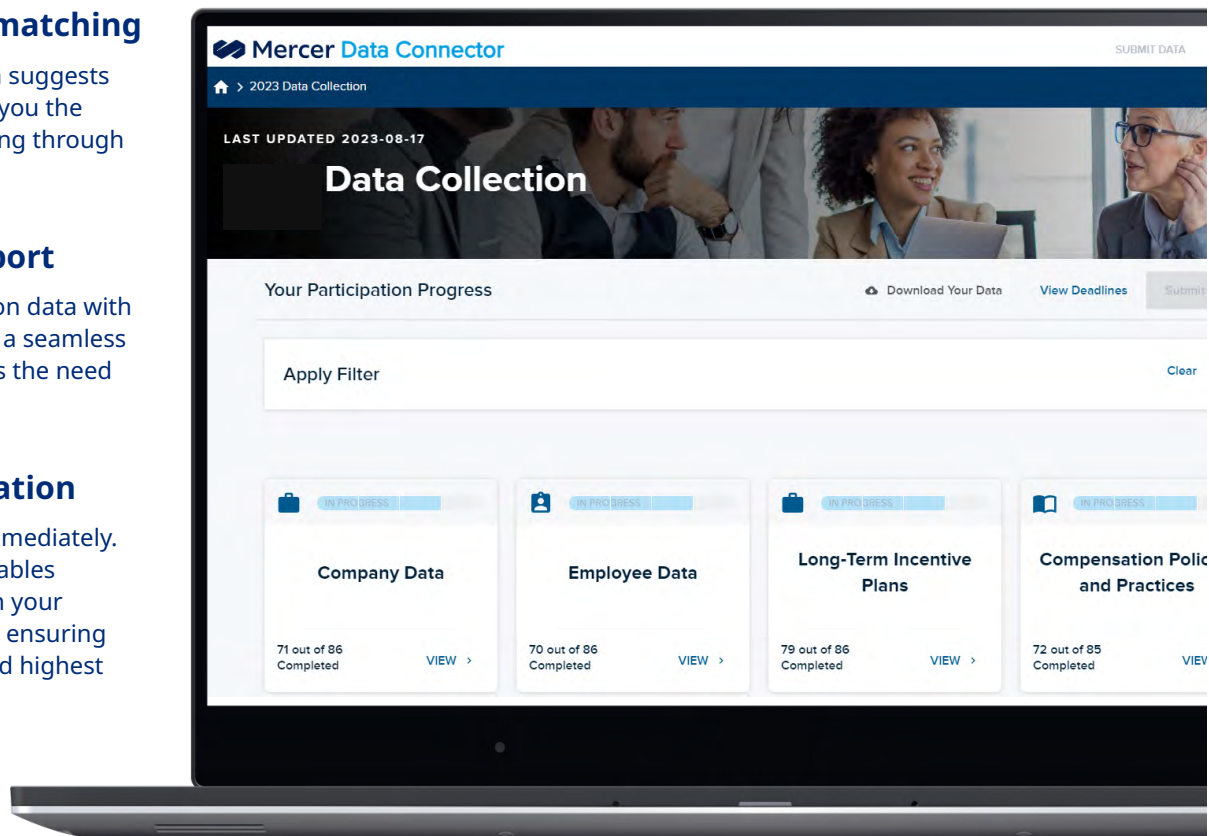 matching
suggests
you the
ng through
port
on data with
a seamless
s the need
ation
mediately.
ables
your
ensuring
d highest
Mercer Data Connector
SUBMIT DATA
> 2023 Data Collection
LAST UPDATED 2023-08-17
Data Collection
Your Participation Progress
Download Your Data
View Deadlines
Submit
Apply Filter
Clear
IN PROGRESS
IN PROGRESS
IN PROGRESS
IN PROGRESS
Company Data
Employee Data
Long-Term Incentive
Plans
Compensation Polic
and Practices
71 out of 86
Completed
VIEW >
70 out of 86
Completed
VIEW >
79 out of 86
Completed
VIEW >
72 out of 85
Completed
VIEW